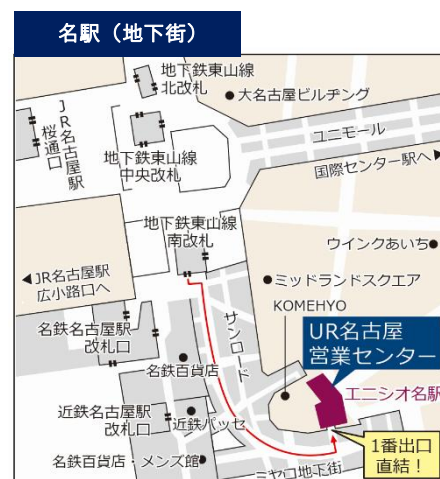 名駅（地下街）
地下鉄東山線
北改札
大名古屋ビルヂング
JR名古屋駅
桜通口
地下鉄東山線
中央改札
ユニモール
国際センター駅へ
地下鉄東山線
南改札
ウインクあいち
JR名古屋駅
広小路口へ
ミッドランドスクエア
KOMEHYO
サンロード
名鉄名古屋駅
改札口
UR名古屋
営業センター
名鉄百貨店
エニシオ名駅
近鉄名古屋駅
改札口
近鉄パッセ
1番出口
直結！
名鉄百貨店・メンズ館
ミヤコ地下街